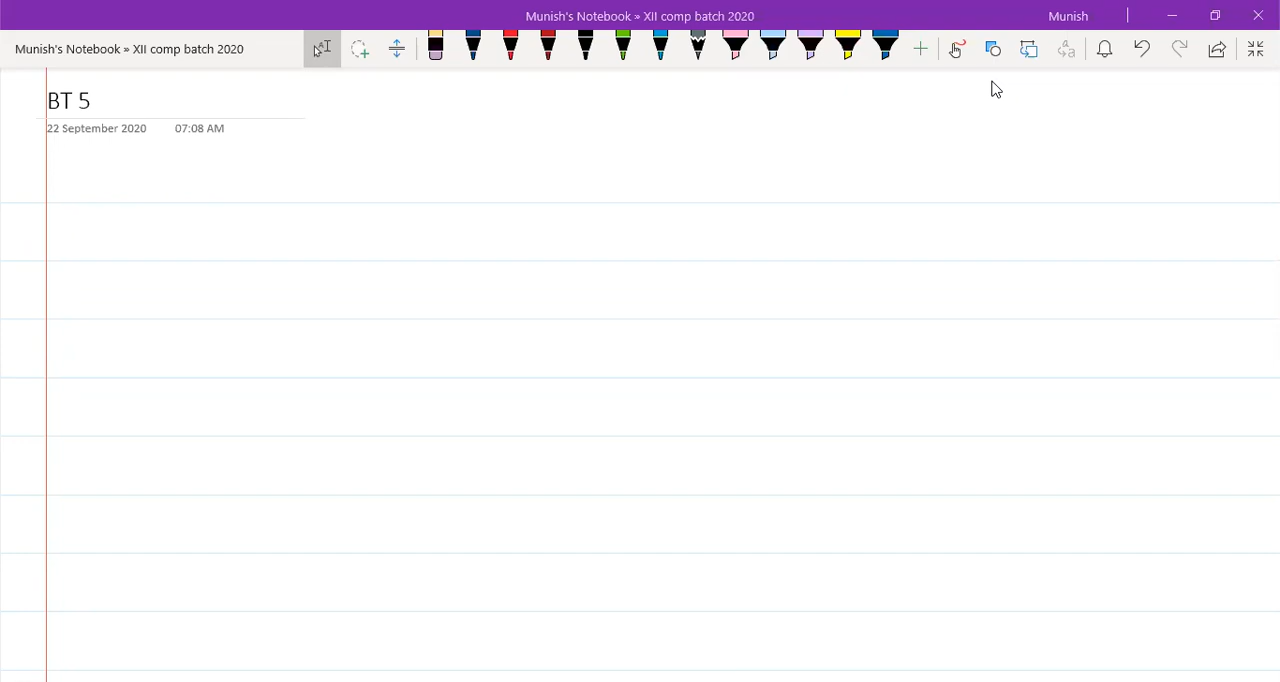 Munish's Notebook » XII comp batch 2020
Munish
Munish's Notebook » XII comp batch 2020
BT 5
22 September 2020 07:08 AM